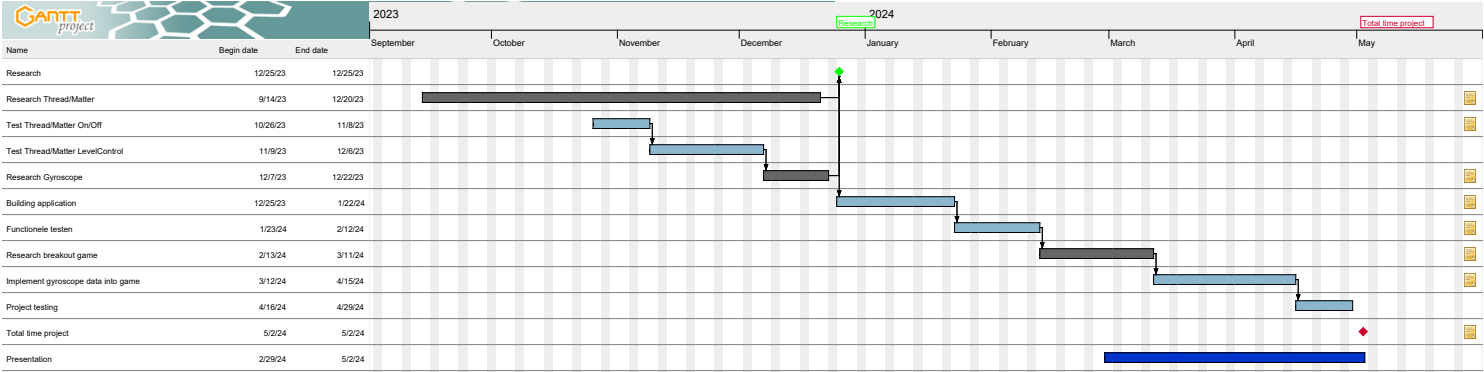 GANTT project
2023
2024
Research
Total time project
September October November December January February March April May
Name Begin date End date
Research 12/25/23 12/25/23
Research Thread/Matter 9/14/23 12/20/23
Test Thread/Matter On/Off 10/26/23 11/8/23
Test Thread/Matter LevelControl 11/9/23 12/6/23
Research Gyroscope 12/7/23 12/22/23
Building application 12/25/23 1/22/24
Functionele testen 1/23/24 2/12/24
Research breakout game 2/13/24 3/11/24
Implement gyroscope data into game 3/12/24 4/15/24
Project testing 4/16/24 4/29/24
Total time project 5/2/24 5/2/24
Presentation 2/29/24 5/2/24